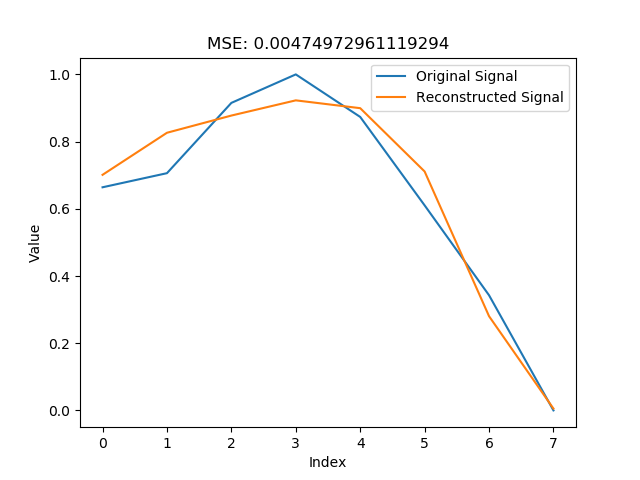 MSE: 0.00474972961119294
Original Signal
Reconstructed Signal
1.0
0.8
0.6
0.4
0.2
0.0
Value
0 1 2 3 4 5 6 7
Index